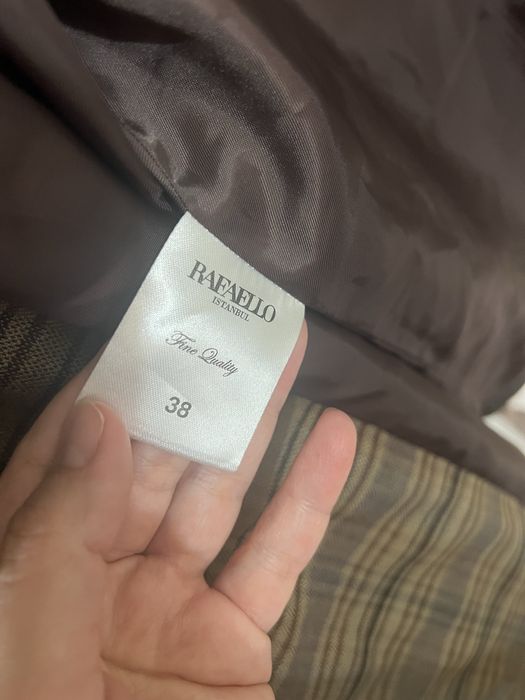 RAFAELLO
ISTANBUL
Fine Quality
38